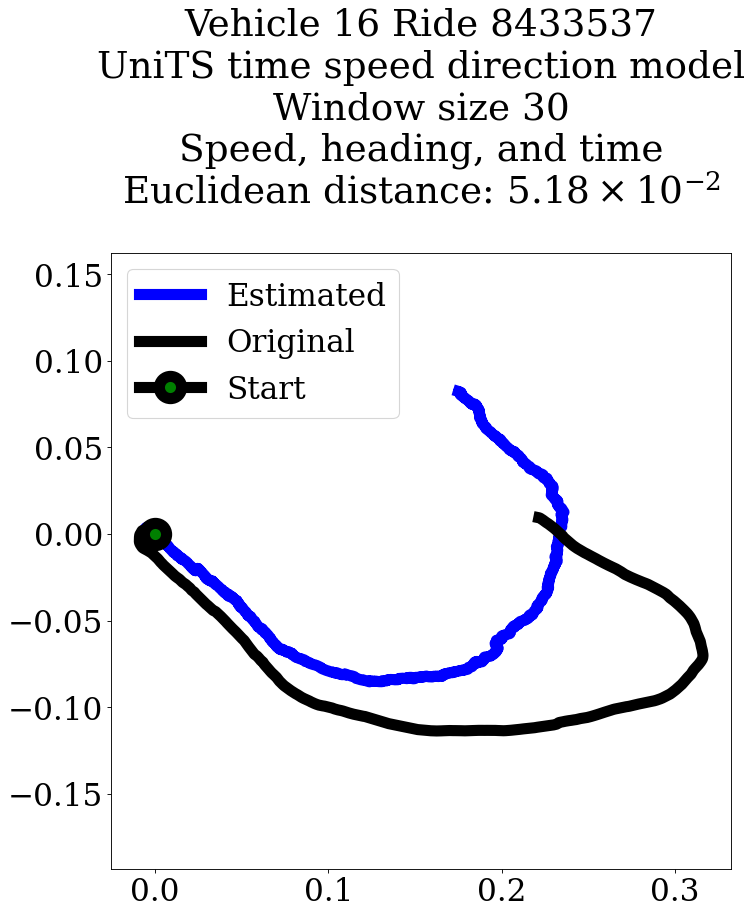 Vehicle 16 Ride 8433537
UniTS time speed direction model
Window size 30
Speed, heading, and time
Euclidean distance: 5.18 × 10⁻²
Estimated
Original
Start
0.15
0.10
0.05
0.00
−0.05
−0.10
−0.15
0.0 0.1 0.2 0.3